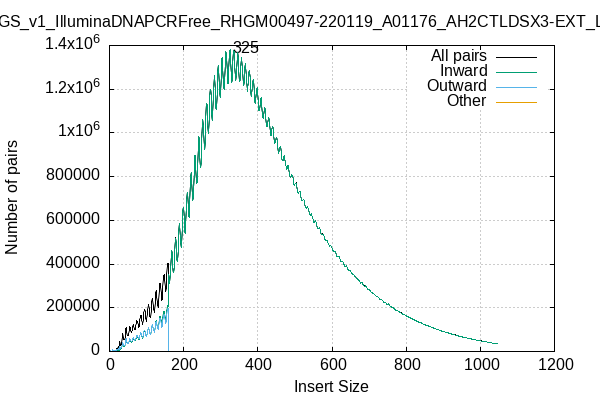 GS_v1_IlluminaDNAPCRFree_RHGM00497-220119_A01176_AH2CTLDSX3-EXT_L
1.4x10^6
1.2x10^6
1x10^6
800000
600000
400000
200000
0
Number of pairs
325
All pairs
Inward
Outward
Other
0 200 400 600 800 1000 1200
Insert Size